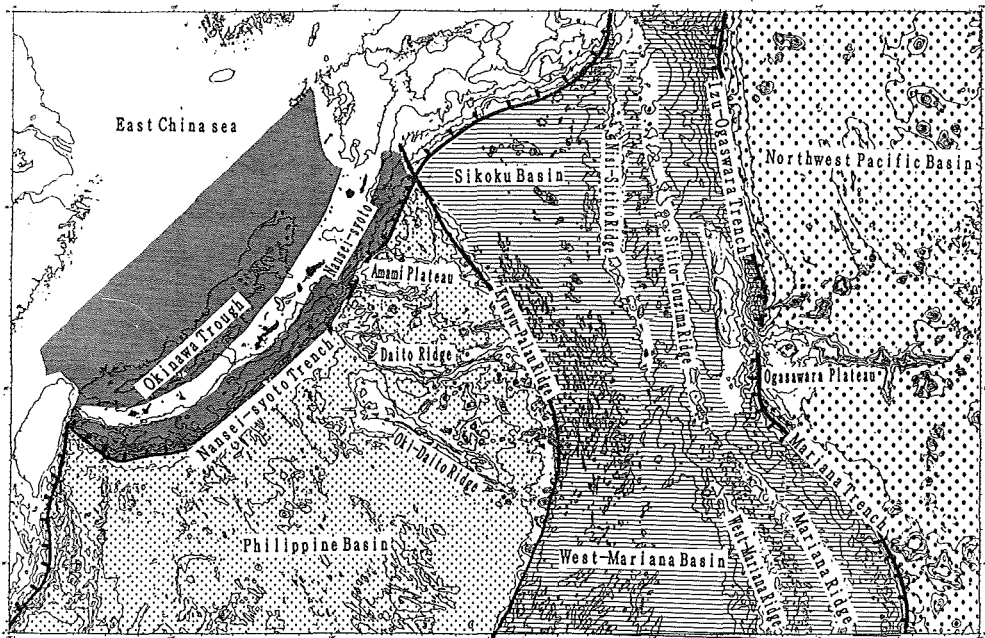 East China sea
Sikoku Basin
Northwest Pacific Basin
Izu-Ogasawara Trench
Nisi-Sitito Ridge
Sitito-Iouzima Ridge
Nansei-syoto
Amami Plateau
Kyusyu-Palau Ridge
Okinawa Trough
Daito Ridge
Ogasawara Plateau
Nansei-syoto Trench
Oki-Daito Ridge
Mariana Trench
Philippine Basin
West-Mariana Basin
West-Mariana Ridge
Mariana Ridge